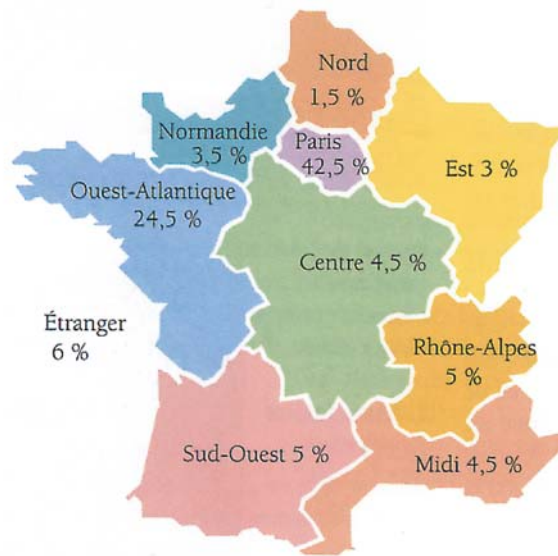 Nord
1,5 %
Normandie
3,5 %
Paris
42,5 %
Est 3 %
Ouest-Atlantique
24,5 %
Centre 4,5 %
Étranger
6 %
Rhône-Alpes
5 %
Sud-Ouest 5 %
Midi 4,5 %